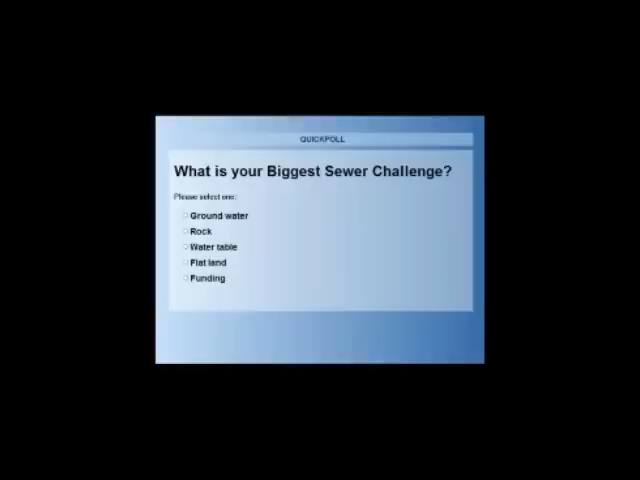 QUICKPOLL
What is your Biggest Sewer Challenge?
Please select one:
Ground water
Rock
Water table
Flat land
Funding